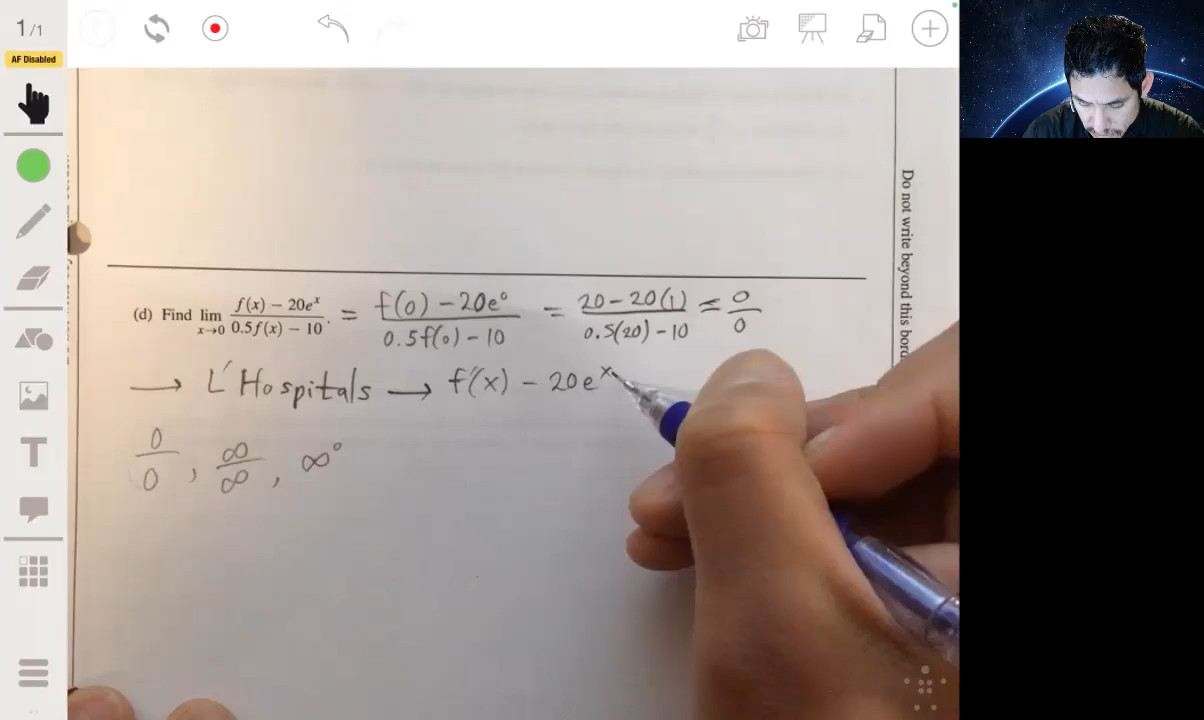 1/1
AF Disabled
T
Do not write beyond this bord
(d) Find lim x→0 f(x) − 20e^x / 0.5f(x) − 10 . = f(0) − 20e^0 / 0.5f(0) − 10 = 20 − 20(1) / 0.5(20) − 10 = 0/0
→ L'Hospitals → f'(x) − 20e^x
0/0 , ∞/∞ , ∞^0